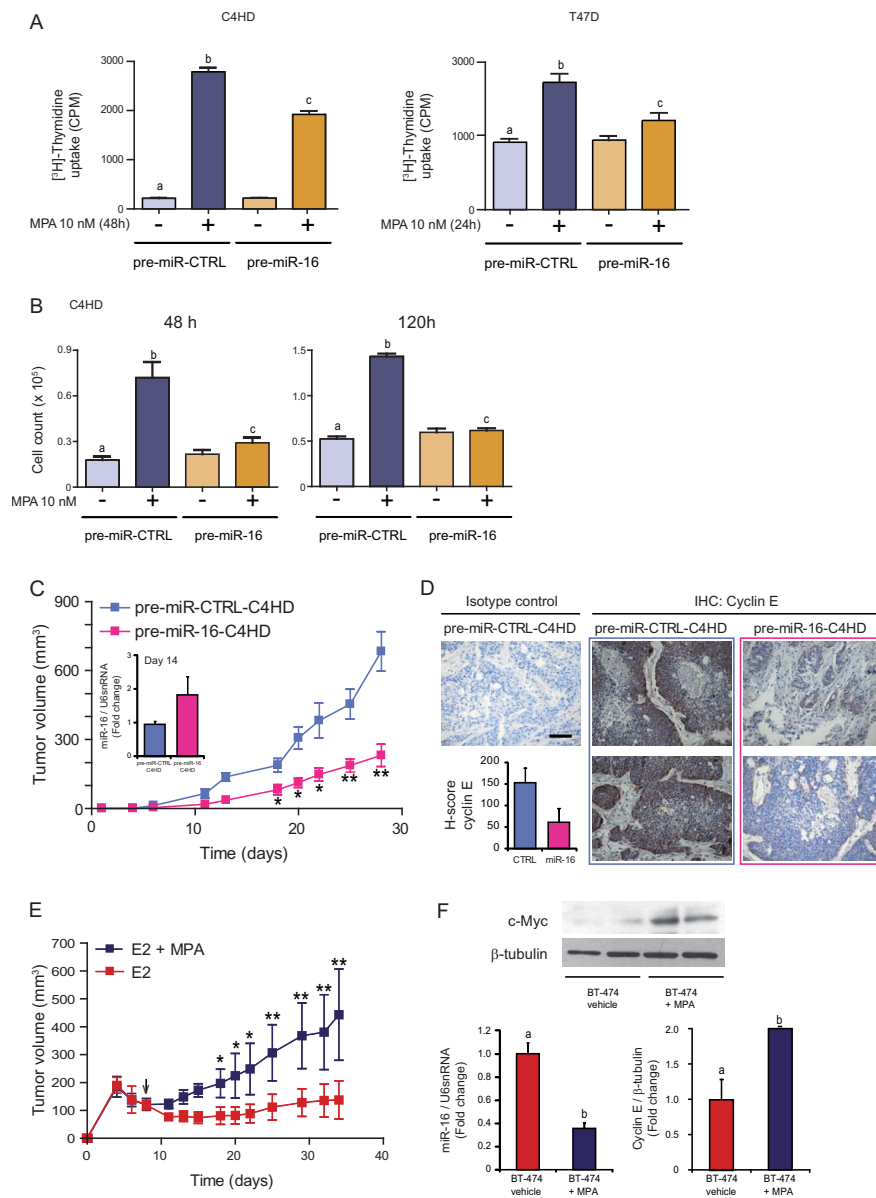 A
C4HD
T47D
[³H]-Thymidine
uptake (CPM)
3000
2000
1000
0
a
b
c
MPA 10 nM (48h)
- + - +
pre-miR-CTRL
pre-miR-16
[³H]-Thymidine
uptake (CPM)
3000
1000
0
a
b
c
MPA 10 nM (24h)
- + - +
pre-miR-CTRL
pre-miR-16
B
C4HD
48 h
120h
Cell count (x 10⁵)
0.9
0.6
0.3
0
a
b
c
MPA 10 nM
- + - +
pre-miR-CTRL
pre-miR-16
1.5
1.0
0.5
0
a
b
c
- + - +
pre-miR-CTRL
pre-miR-16
C
pre-miR-CTRL-C4HD
pre-miR-16-C4HD
Tumor volume (mm³)
900
600
300
0
0 10 20 30
Time (days)
* * * ** **
Day 14
miR-16 / U6snRNA
(Fold change)
3
2
1
0
pre-miR-CTRL
C4HD
pre-miR-16
C4HD
D
Isotype control
IHC: Cyclin E
pre-miR-CTRL-C4HD
pre-miR-CTRL-C4HD
pre-miR-16-C4HD
H-score
cyclin E
200
150
100
50
0
CTRL
miR-16
E
E2 + MPA
E2
Tumor volume (mm³)
700
600
500
400
300
200
100
0
0 10 20 30 40
Time (days)
* * * ** ** ** **
F
c-Myc
β-tubulin
BT-474
vehicle
BT-474
+ MPA
miR-16 / U6snRNA
(Fold change)
1.2
1.0
0.8
0.6
0.4
0.2
0
a
b
BT-474
vehicle
BT-474
+ MPA
Cyclin E / β-tubulin
(Fold change)
2.0
1.0
0
a
b
BT-474
vehicle
BT-474
+ MPA